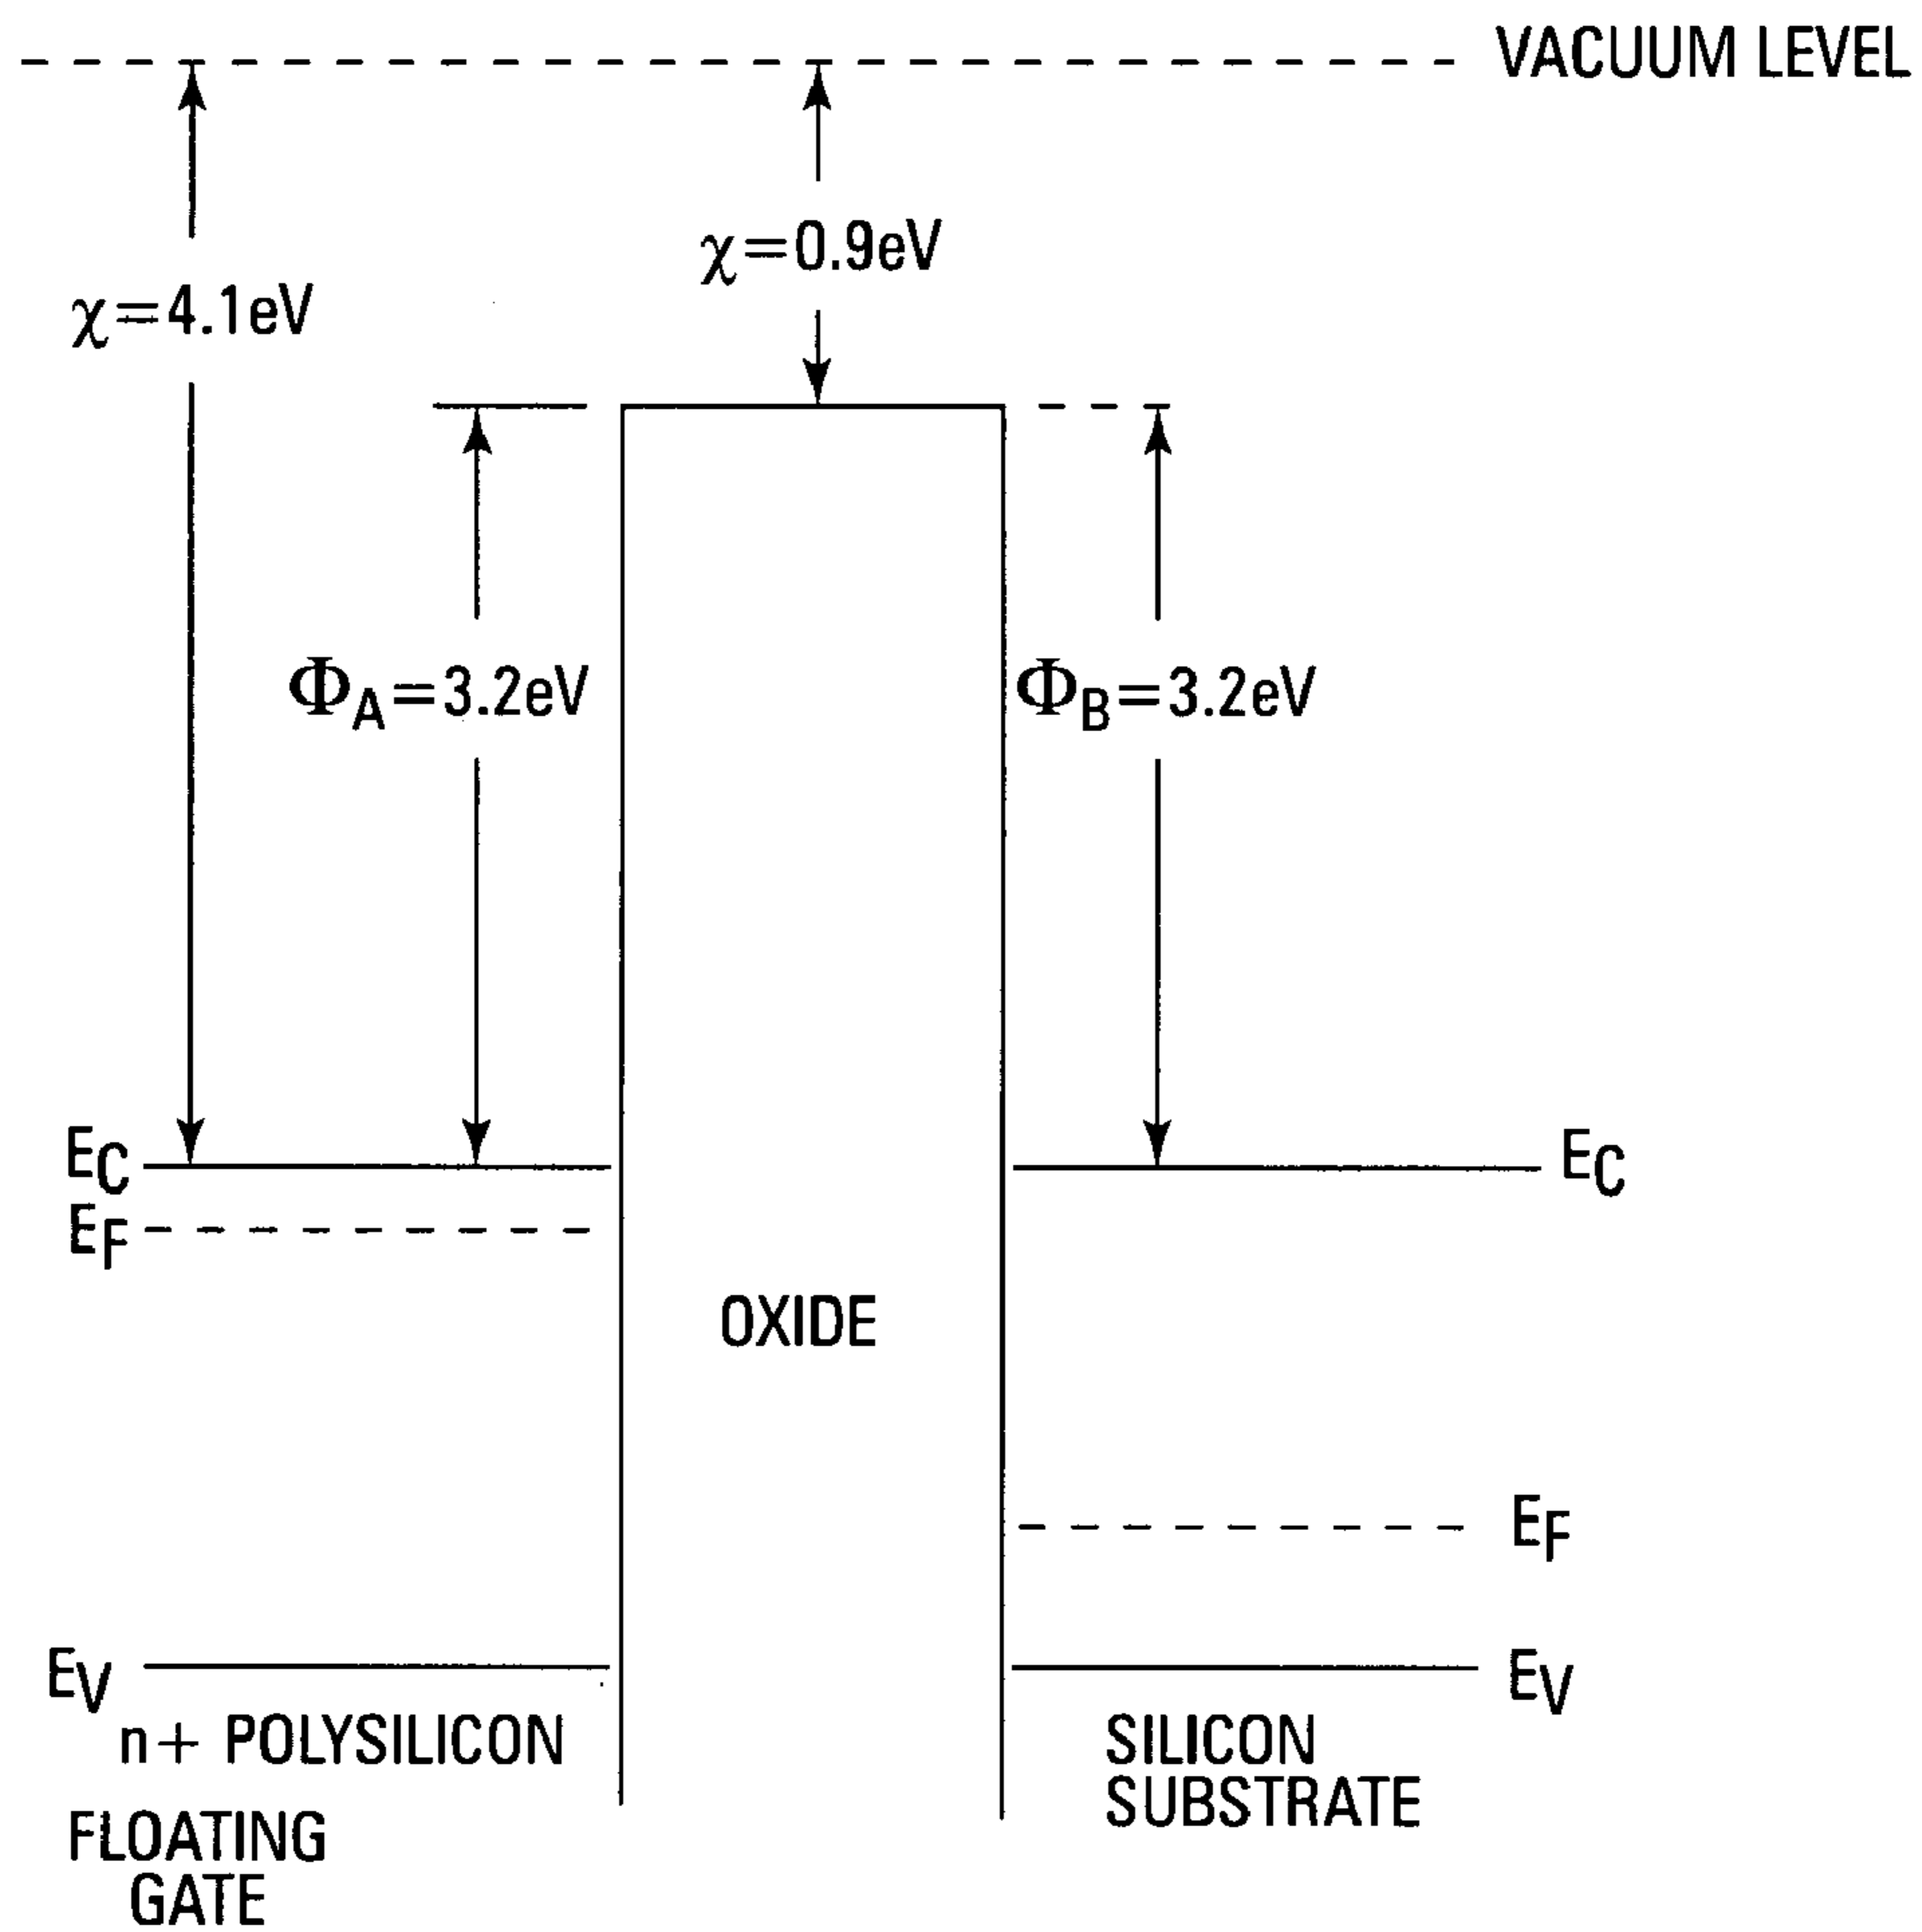 VACUUM LEVEL
χ=0.9eV
χ=4.1eV
ΦA=3.2eV
ΦB=3.2eV
EC
EC
EF
OXIDE
EF
EV
EV
n+ POLYSILICON
SILICON
SUBSTRATE
FLOATING
GATE